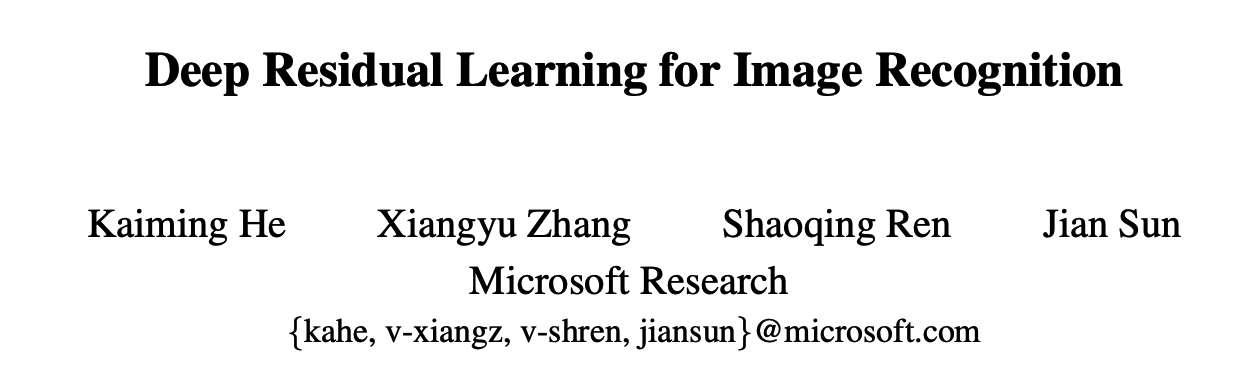 Deep Residual Learning for Image Recognition
Kaiming He Xiangyu Zhang Shaoqing Ren Jian Sun
Microsoft Research
{kahe, v-xiangz, v-shren, jiansun}@microsoft.com